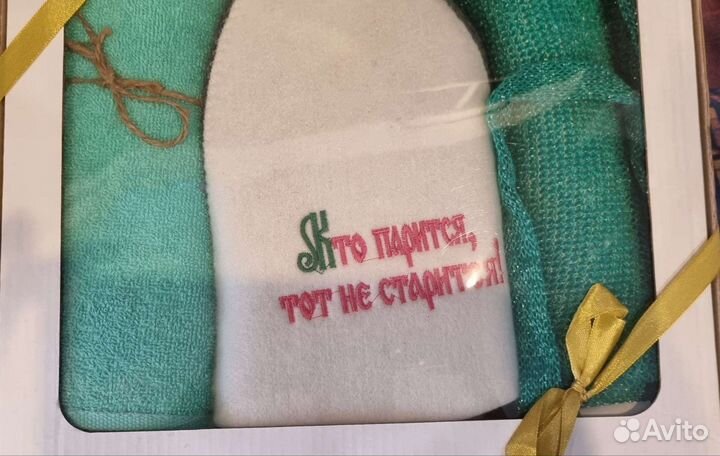 Кто парится,
тот не старится!
Avito